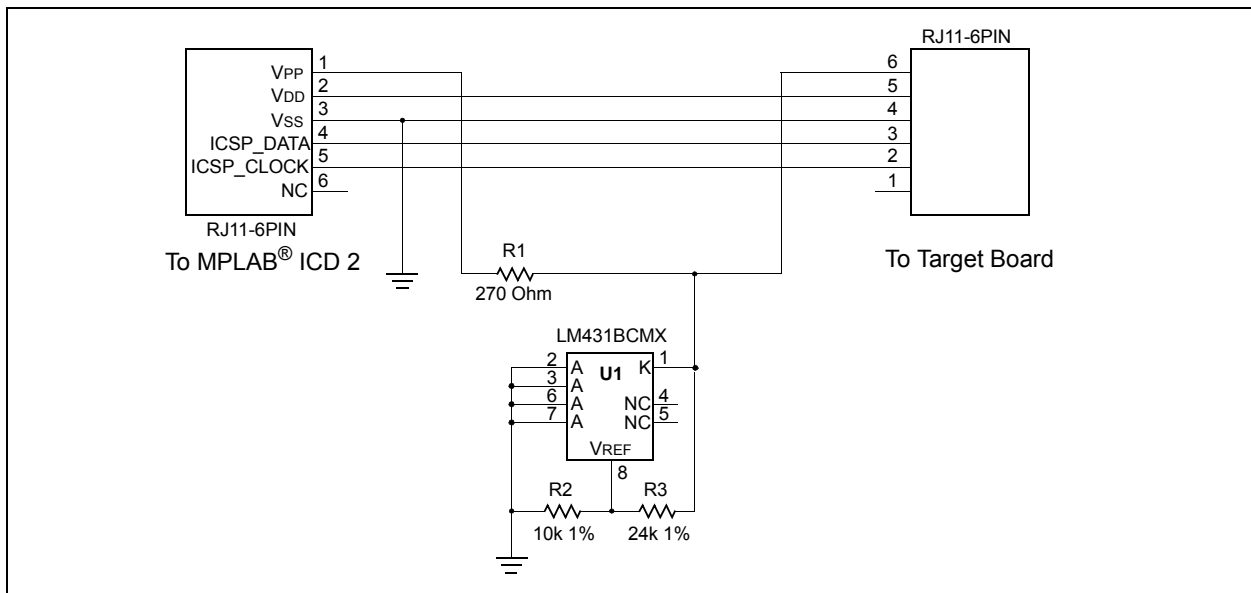 RJ11-6PIN
VPP 1
VDD 2
VSS 3
ICSP_DATA 4
ICSP_CLOCK 5
NC 6
RJ11-6PIN
To MPLAB® ICD 2
6
5
4
3
2
1
To Target Board
R1
270 Ohm
LM431BCMX
2 A U1 K 1
3 A
6 A NC 4
7 A NC 5
VREF
8
R2 R3
10k 1% 24k 1%